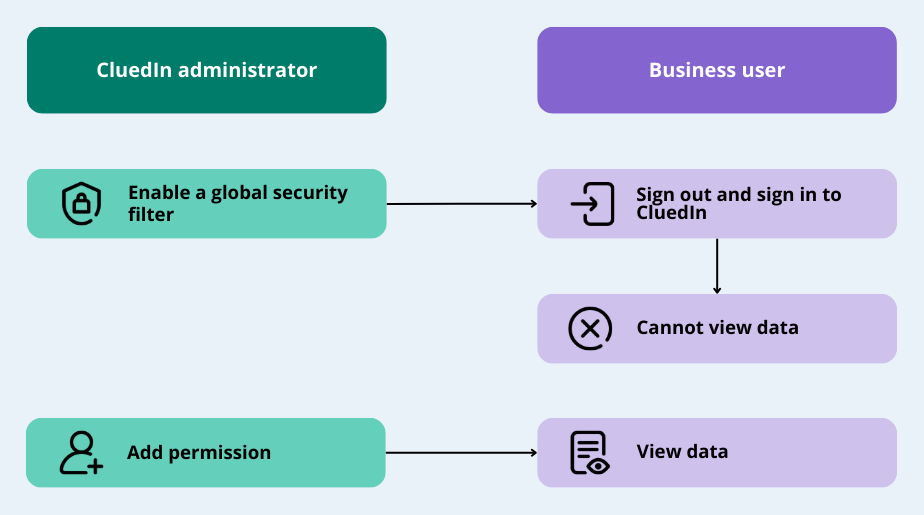 CluedIn administrator
Business user
Enable a global security
filter
Sign out and sign in to
CluedIn
Cannot view data
Add permission
View data